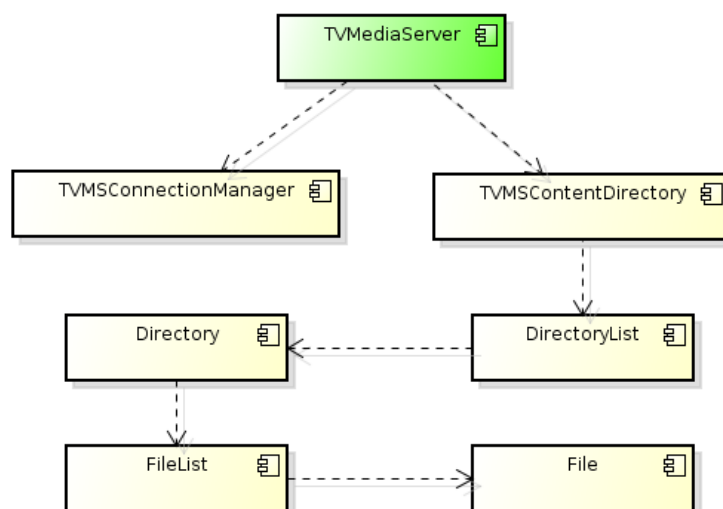 TVMediaServer
TVMSConnectionManager
TVMSContentDirectory
Directory
DirectoryList
FileList
File